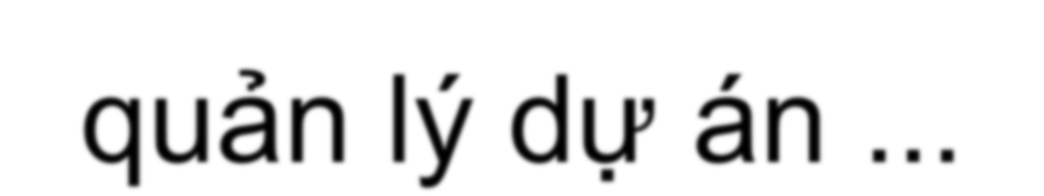 quản lý dự án ...